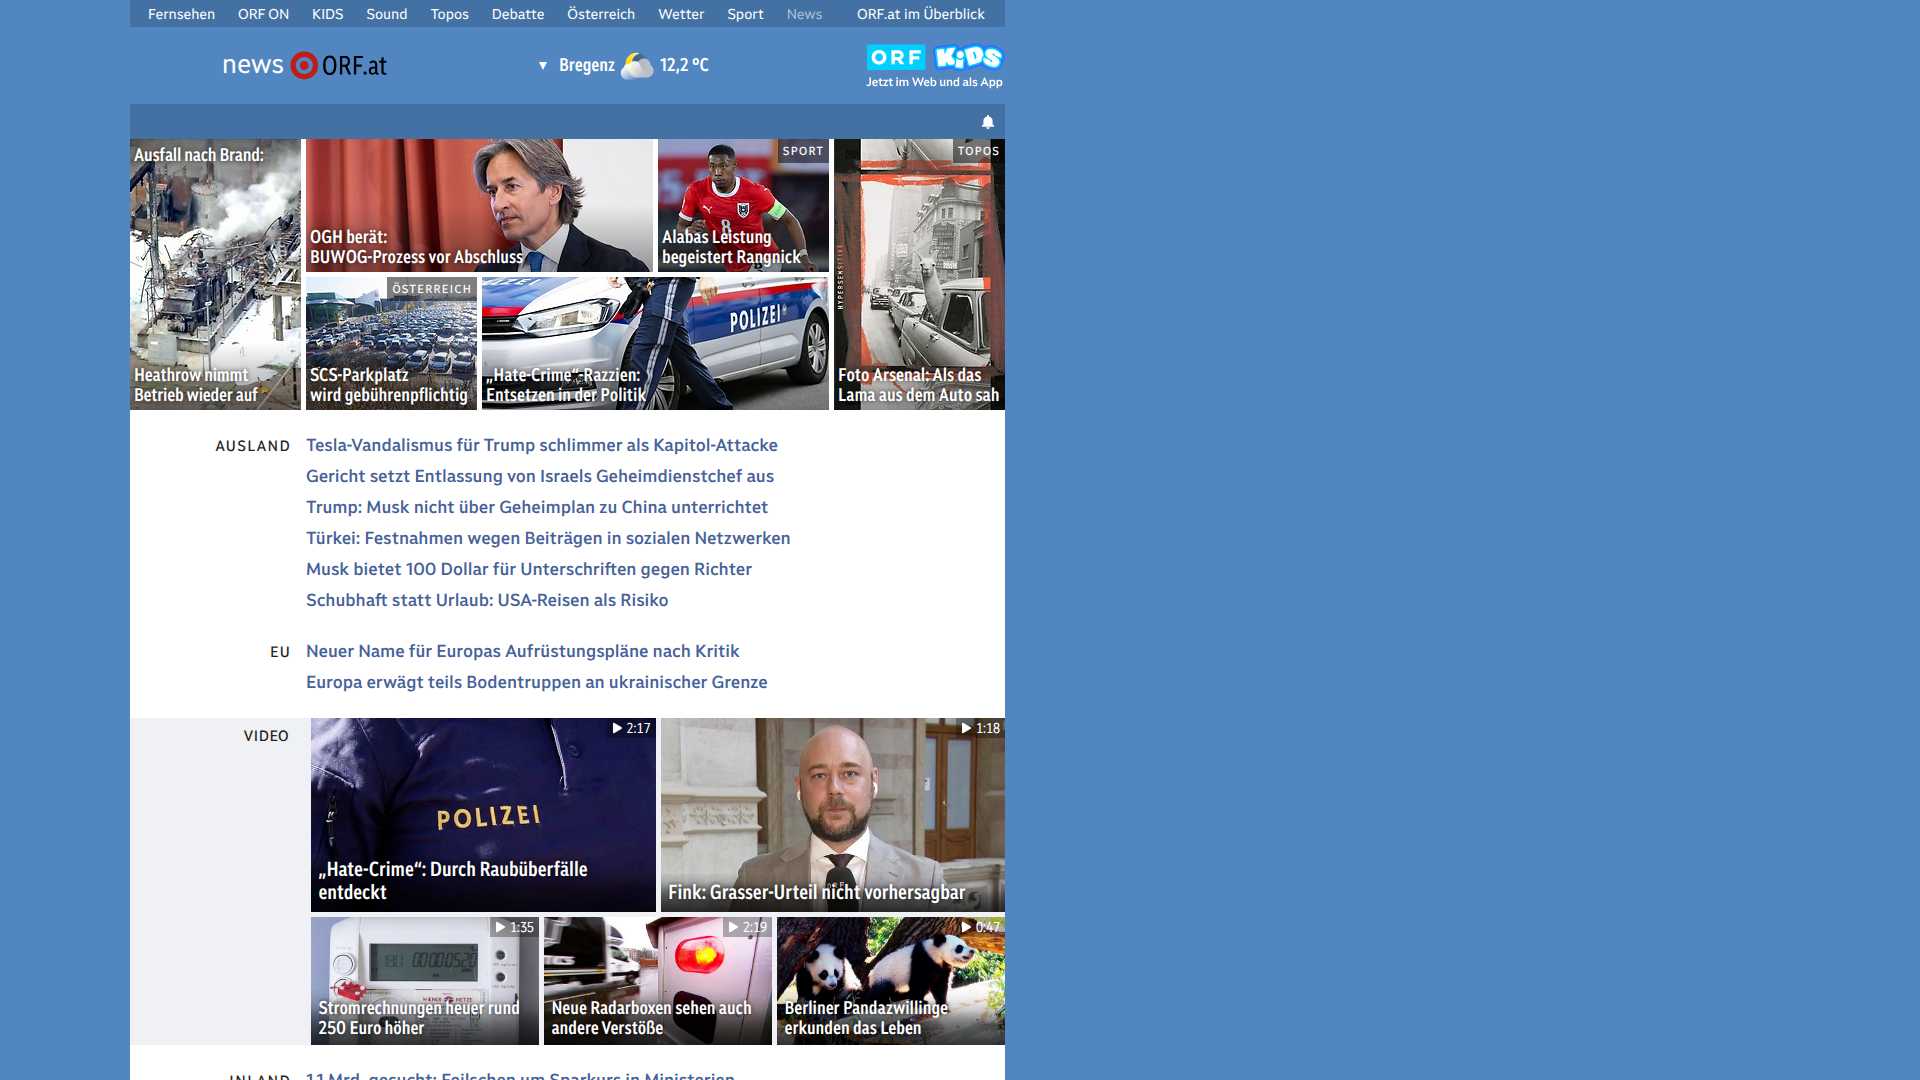 Fernsehen ORF ON KIDS Sound Topos Debatte Österreich Wetter Sport News ORF.at im Überblick
news ORF.at
▼ Bregenz 12,2 °C
ORF KiDS
Jetzt im Web und als App
Ausfall nach Brand:
Heathrow nimmt
Betrieb wieder auf
OGH berät:
BUWOG-Prozess vor Abschluss
SPORT
Alabas Leistung
begeistert Rangnick
TOPOS
Foto Arsenal: Als das
Lama aus dem Auto sah
ÖSTERREICH
SCS-Parkplatz
wird gebührenpflichtig
POLIZEI
„Hate-Crime“-Razzien:
Entsetzen in der Politik
AUSLAND
Tesla-Vandalismus für Trump schlimmer als Kapitol-Attacke
Gericht setzt Entlassung von Israels Geheimdienstchef aus
Trump: Musk nicht über Geheimplan zu China unterrichtet
Türkei: Festnahmen wegen Beiträgen in sozialen Netzwerken
Musk bietet 100 Dollar für Unterschriften gegen Richter
Schubhaft statt Urlaub: USA-Reisen als Risiko
EU
Neuer Name für Europas Aufrüstungspläne nach Kritik
Europa erwägt teils Bodentruppen an ukrainischer Grenze
VIDEO
2:17
POLIZEI
„Hate-Crime“: Durch Raubüberfälle
entdeckt
1:18
Fink: Grasser-Urteil nicht vorhersagbar
1:35
Stromrechnungen heuer rund
250 Euro höher
2:19
Neue Radarboxen sehen auch
andere Verstöße
0:47
Berliner Pandazwillinge
erkunden das Leben
INLAND
1,1 Mrd. gesucht: Feilschen um Sparkurs in Ministerien